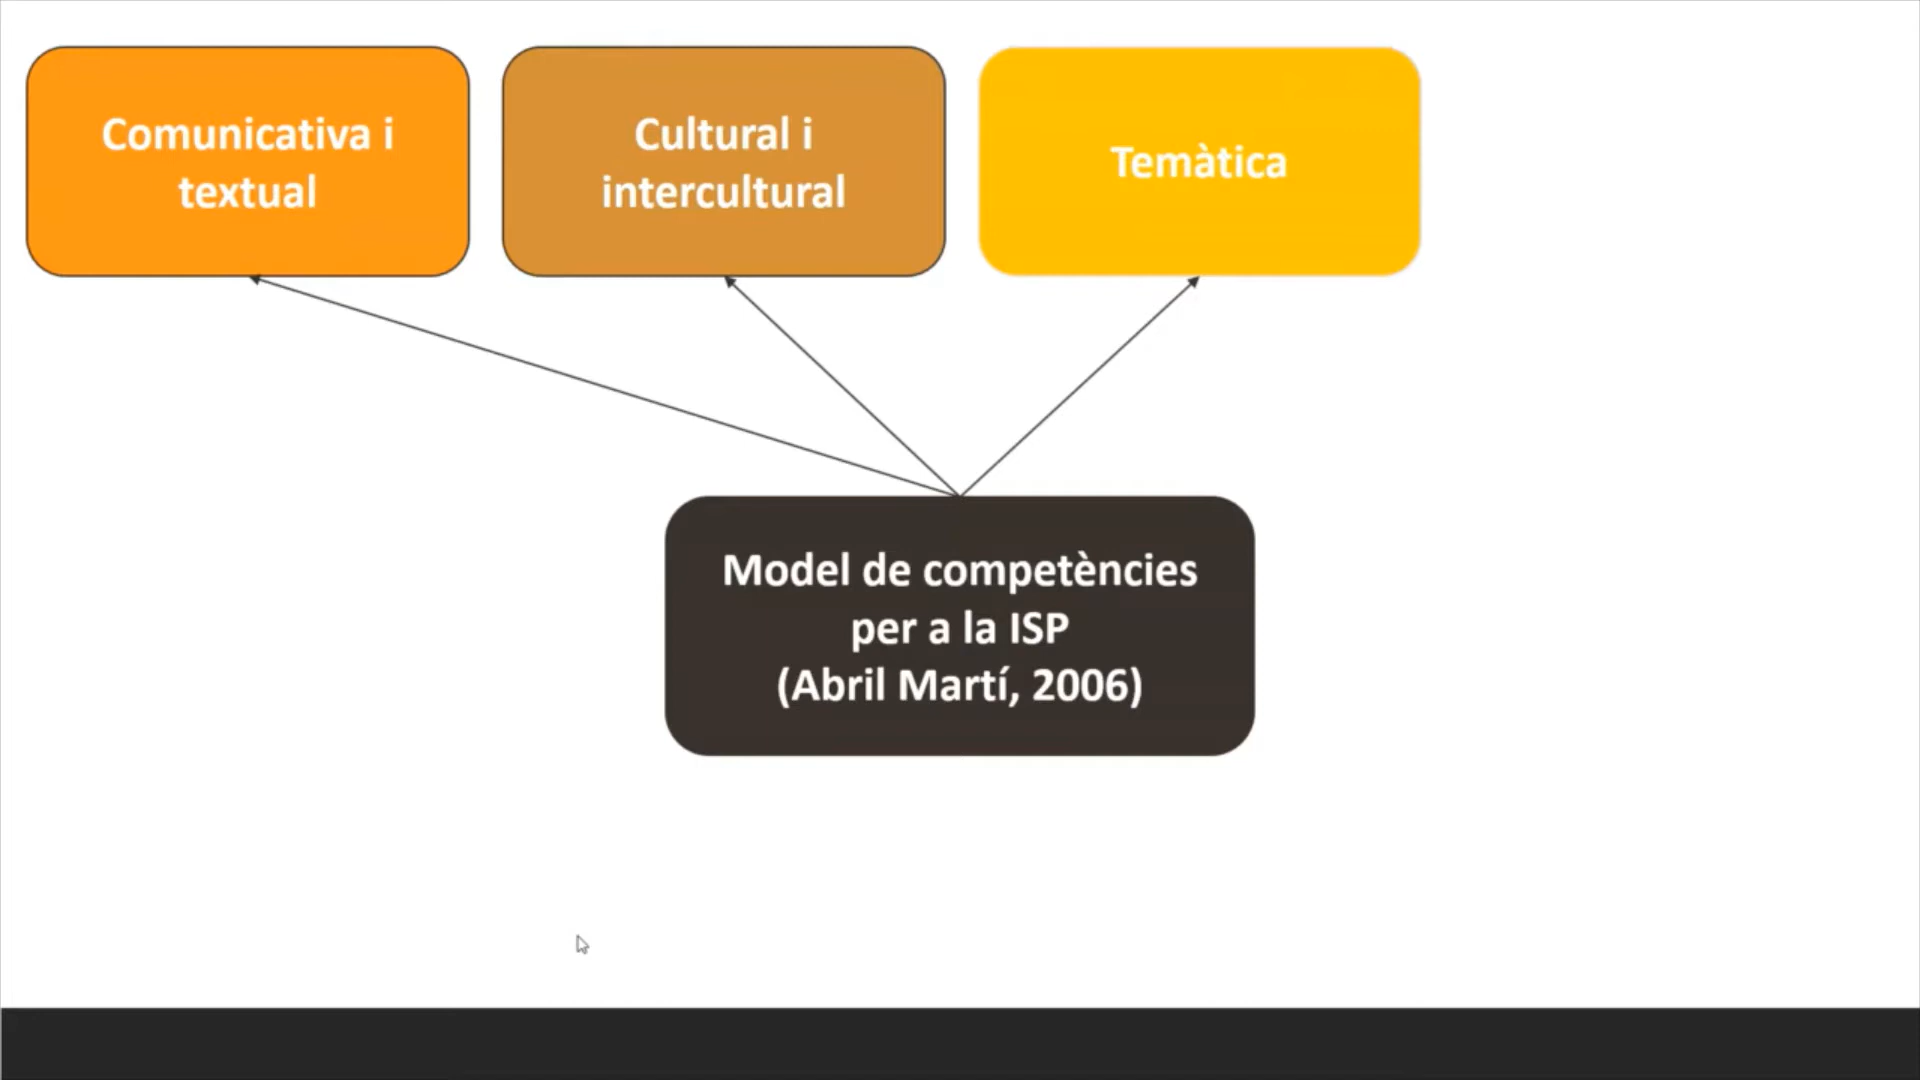 Comunicativa i
textual
Cultural i
intercultural
Temàtica
Model de competències
per a la ISP
(Abril Martí, 2006)